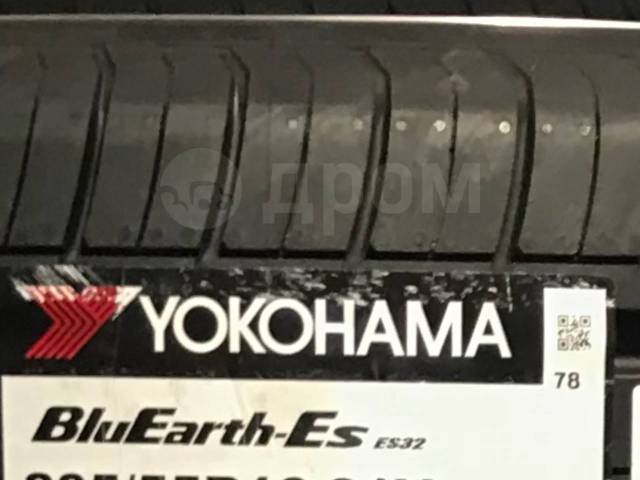 дром
YOKOHAMA
78
BluEarth-Es ES32